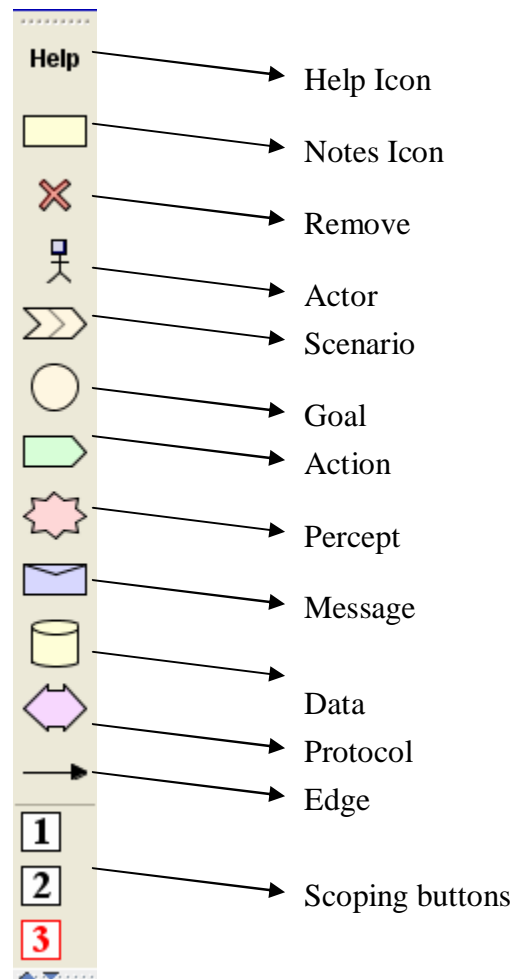 Help
Help Icon
Notes Icon
Remove
Actor
Scenario
Goal
Action
Percept
Message
Data
Protocol
Edge
1
2
Scoping buttons
3